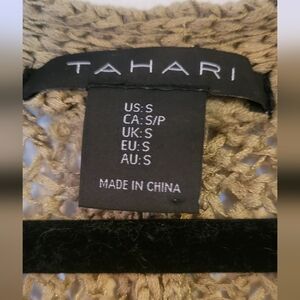 TAHARI
US: S
CA: S/P
UK: S
EU: S
AU: S
MADE IN CHINA